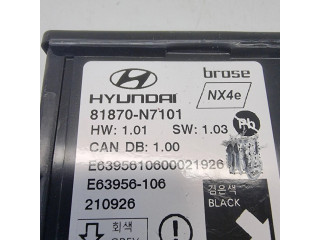 brose
HYUNDAI
NX4e
81870-N7101
HW: 1.01 SW: 1.03
Pb
CAN DB: 1.00
E6395610600021926
E63956-106
검은색
210926
BLACK
회색
GREY